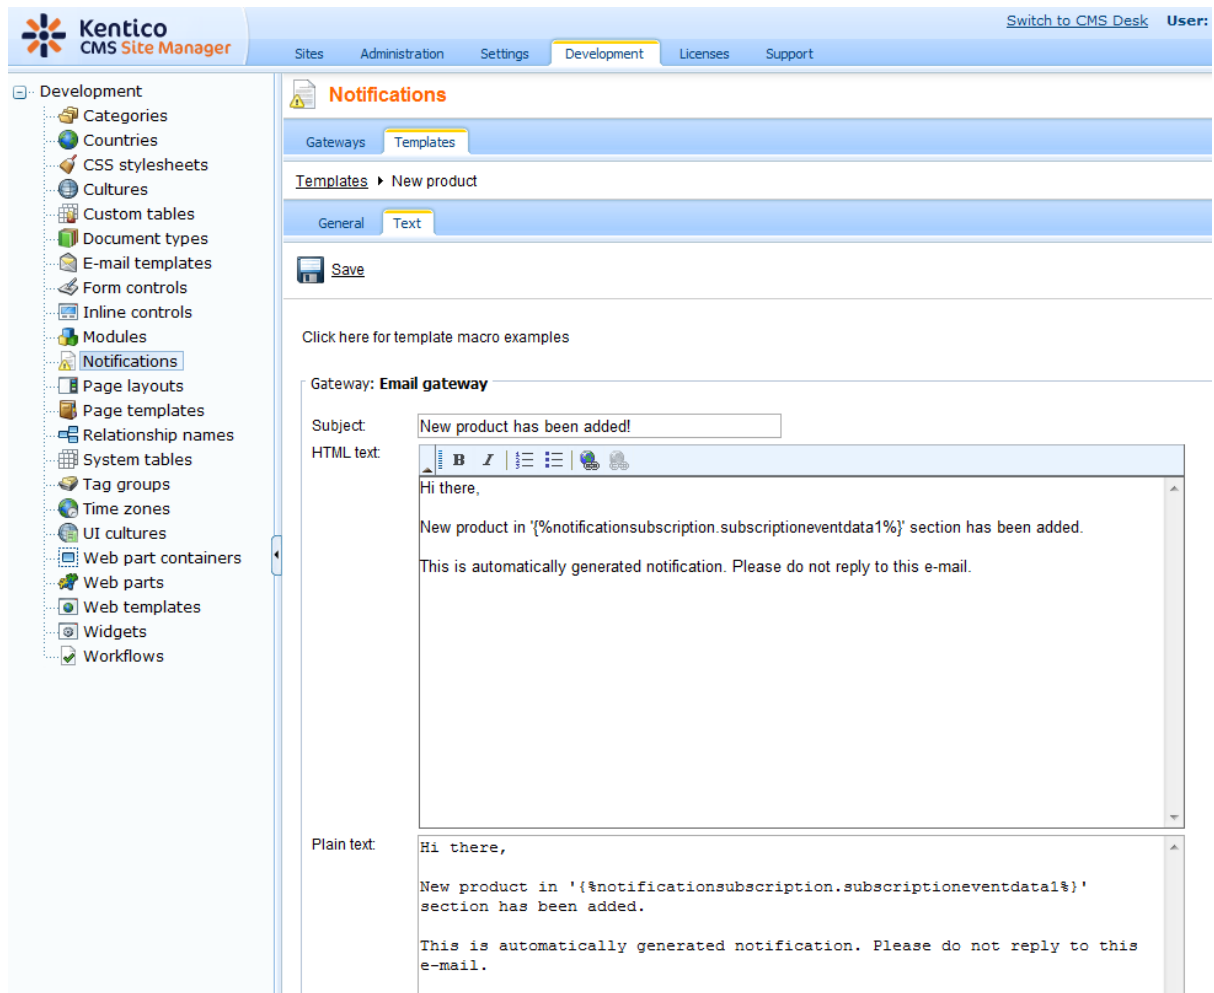 Kentico
CMS Site Manager
Switch to CMS Desk User:
Sites Administration Settings Development Licenses Support
Development
Categories
Countries
CSS stylesheets
Cultures
Custom tables
Document types
E-mail templates
Form controls
Inline controls
Modules
Notifications
Page layouts
Page templates
Relationship names
System tables
Tag groups
Time zones
UI cultures
Web part containers
Web parts
Web templates
Widgets
Workflows
Notifications
Gateways Templates
Templates New product
General Text
Save
Click here for template macro examples
Gateway: Email gateway
Subject: New product has been added!
HTML text:
B I
Hi there,
New product in '{%notificationsubscription.subscriptioneventdata1%}' section has been added.
This is automatically generated notification. Please do not reply to this e-mail.
Plain text:
Hi there,
New product in '{%notificationsubscription.subscriptioneventdata1%}'
section has been added.
This is automatically generated notification. Please do not reply to this
e-mail.